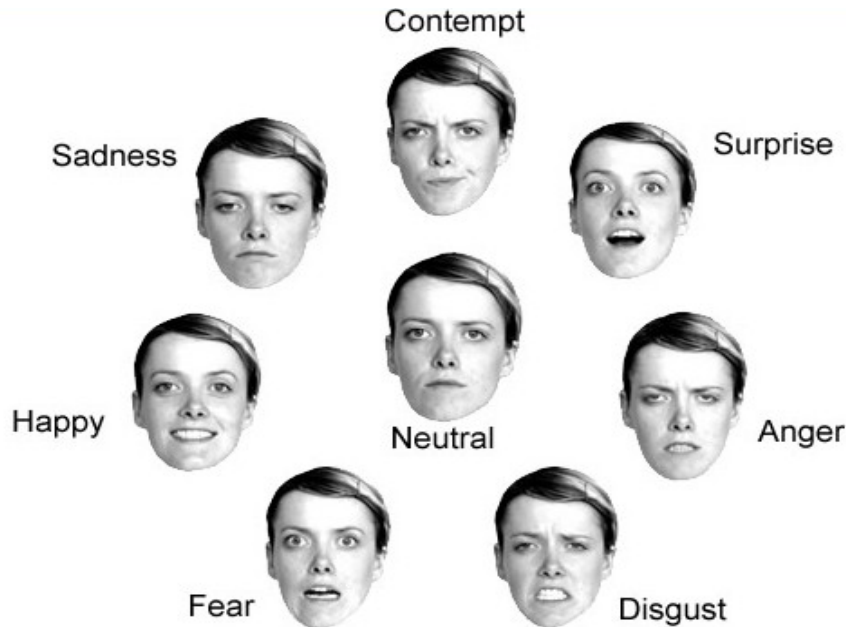 Contempt
Sadness
Surprise
Happy
Neutral
Anger
Fear
Disgust